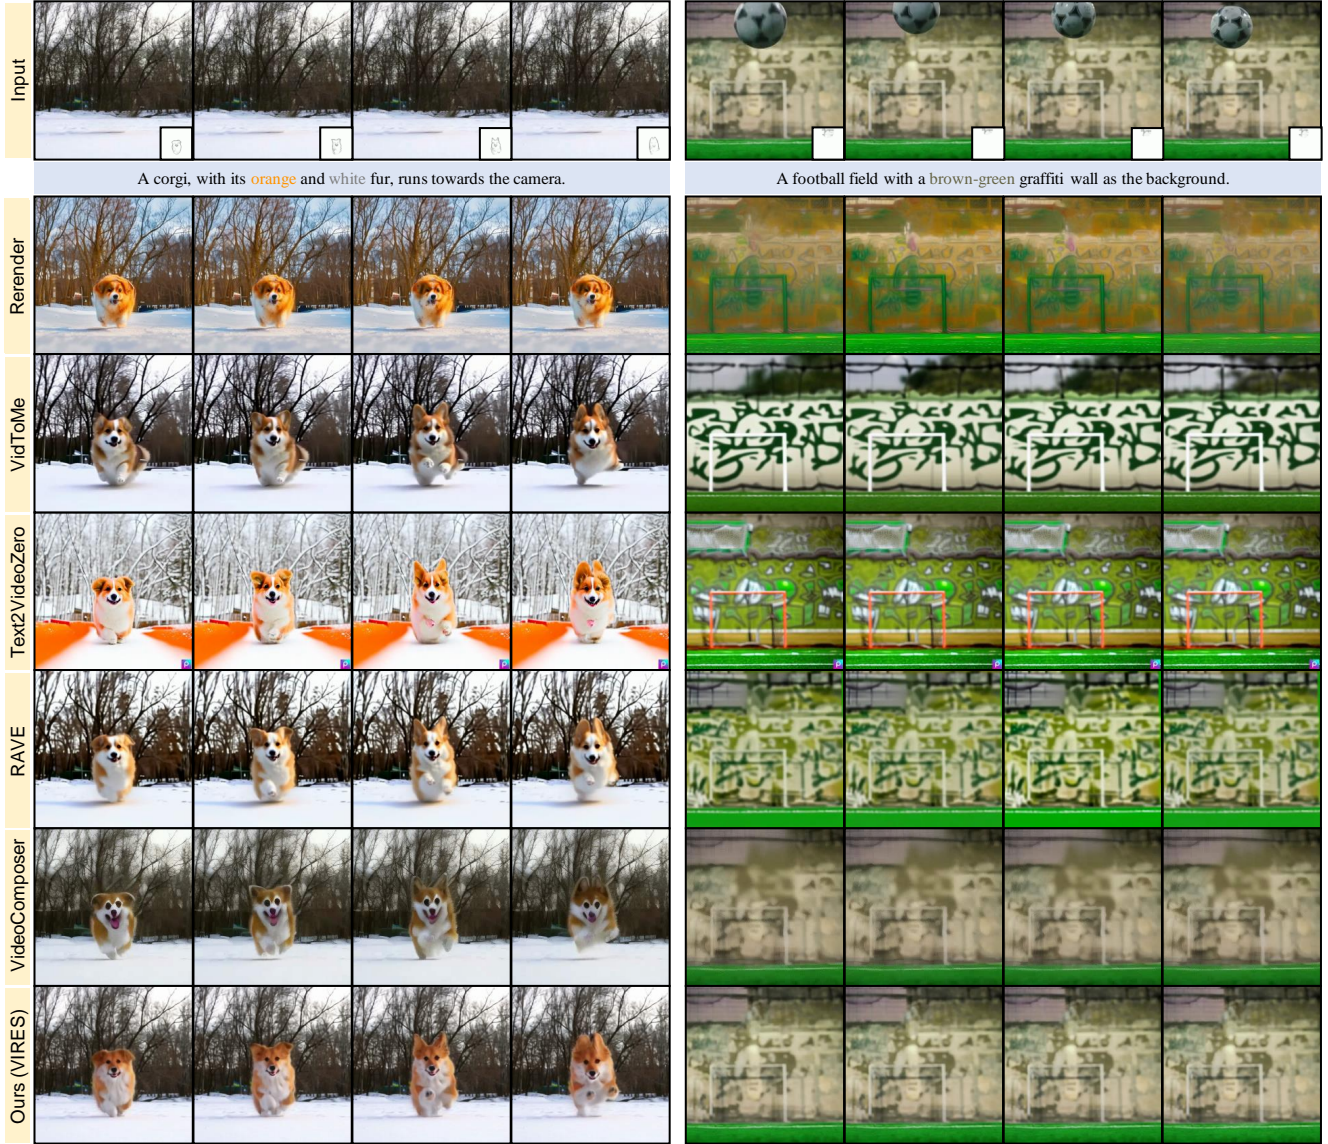 Input
A corgi, with its orange and white fur, runs towards the camera.
A football field with a brown-green graffiti wall as the background.
Rerender
VidToMe
Text2VideoZero
RAVE
VideoComposer
Ours (VIRES)